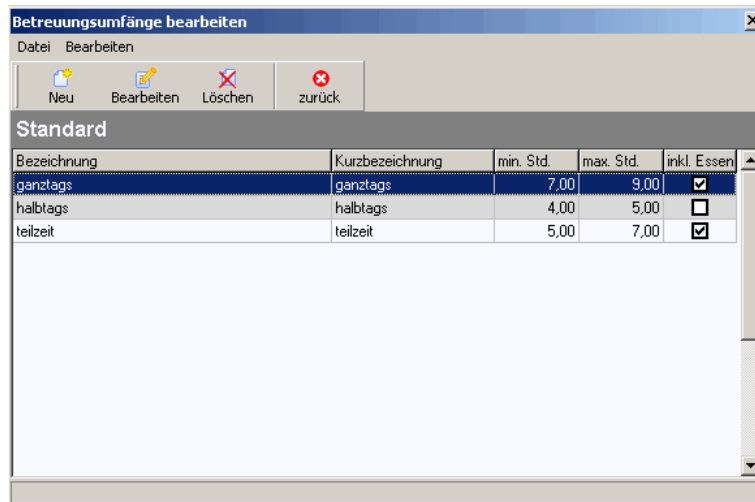 Betreuungsumfänge bearbeiten
Datei Bearbeiten
Neu Bearbeiten Löschen zurück
Standard
Bezeichnung Kurzbezeichnung min. Std. max. Std. inkl. Essen
ganztags ganztags 7,00 9,00
halbtags halbtags 4,00 5,00
teilzeit teilzeit 5,00 7,00